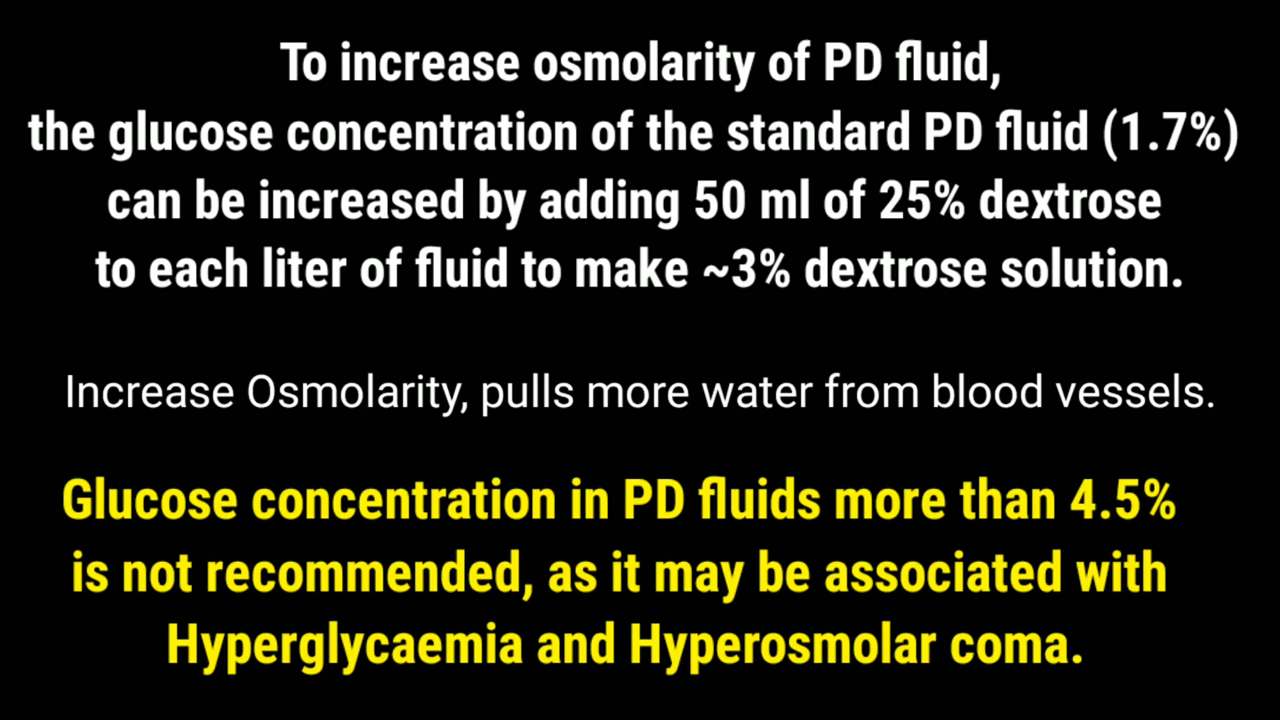 To increase osmolarity of PD fluid,
the glucose concentration of the standard PD fluid (1.7%)
can be increased by adding 50 ml of 25% dextrose
to each liter of fluid to make ~3% dextrose solution.
Increase Osmolarity, pulls more water from blood vessels.
Glucose concentration in PD fluids more than 4.5%
is not recommended, as it may be associated with
Hyperglycaemia and Hyperosmolar coma.